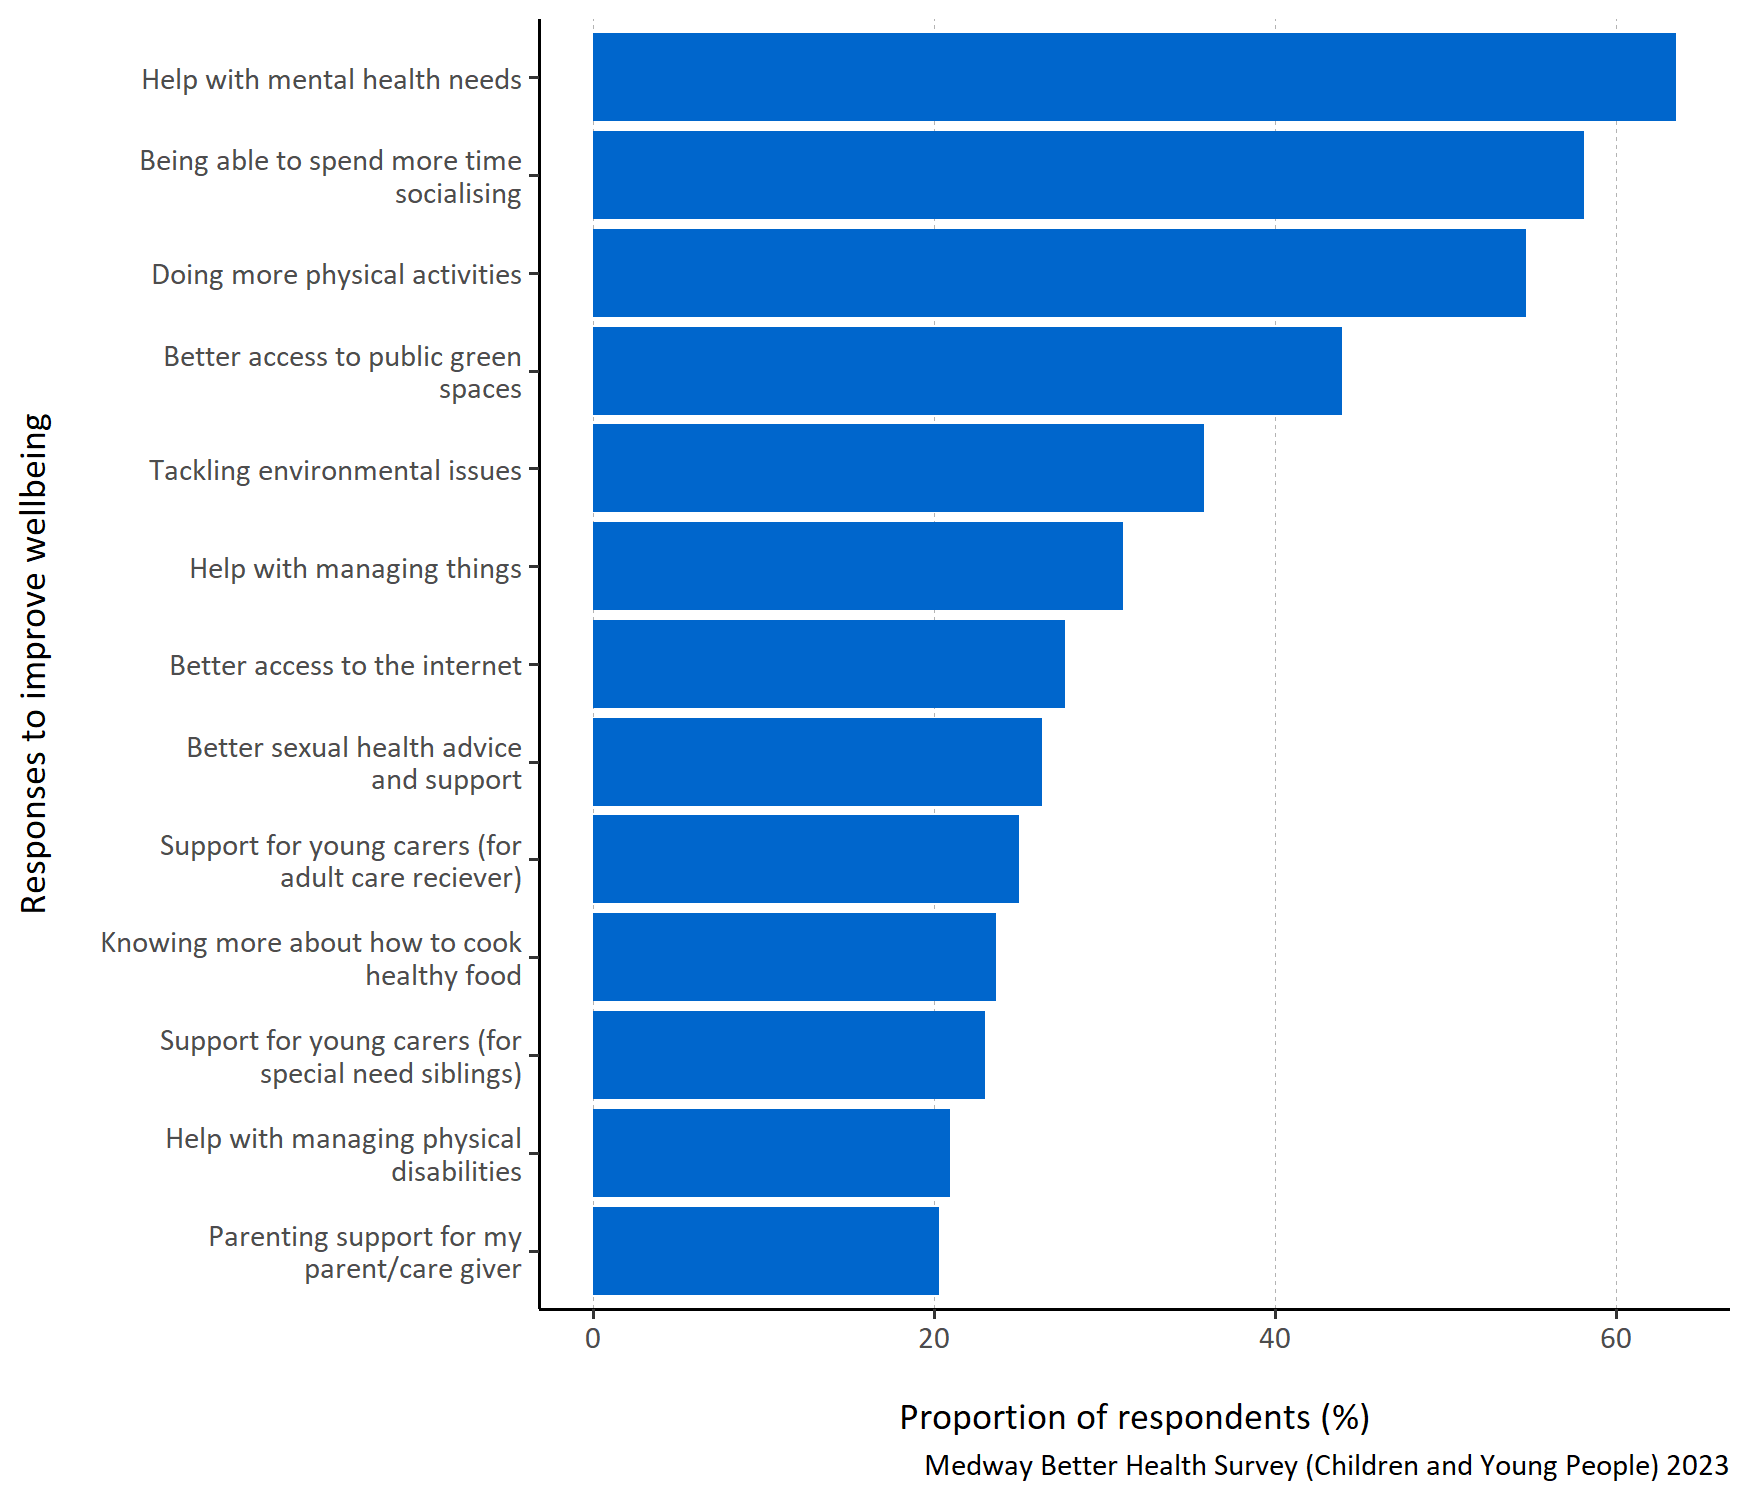 Help with mental health needs
Being able to spend more time
socialising
Doing more physical activities
Better access to public green
spaces
Tackling environmental issues
Help with managing things
Better access to the internet
Better sexual health advice
and support
Support for young carers (for
adult care reciever)
Knowing more about how to cook
healthy food
Support for young carers (for
special need siblings)
Help with managing physical
disabilities
Parenting support for my
parent/care giver
Responses to improve wellbeing
0 20 40 60
Proportion of respondents (%)
Medway Better Health Survey (Children and Young People) 2023